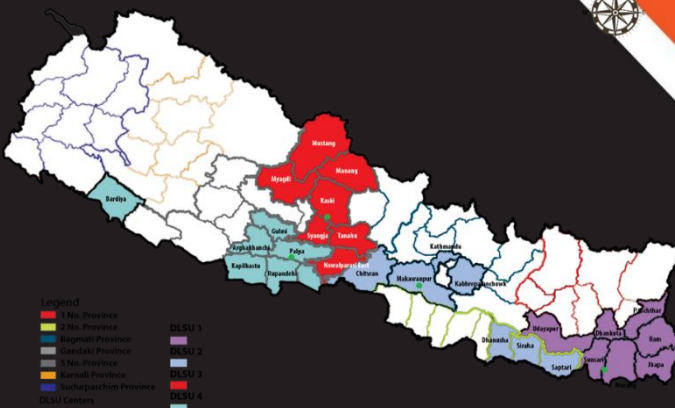 Mustang
Manang
Myagdi
Kaski
Bardiya
Gulmi
Syangja
Tanahu
Arghakhanchi
Palpa
Kathmandu
Nawalparasi East
Chitwan
Makawanpur
Kabhrepalanchowk
Kapilbastu
Rupandehi
Panchthar
Udayapur
Dhankuta
Ilam
Dhanusha
Siraha
Saptari
Sunsari
Jhapa
Morang
Legend
1 No. Province
2 No. Province
Bagmati Province
Gandaki Province
5 No. Province
Karnali Province
Sudurpaschim Province
DLSU Centers
DLSU 1
DLSU 2
DLSU 3
DLSU 4